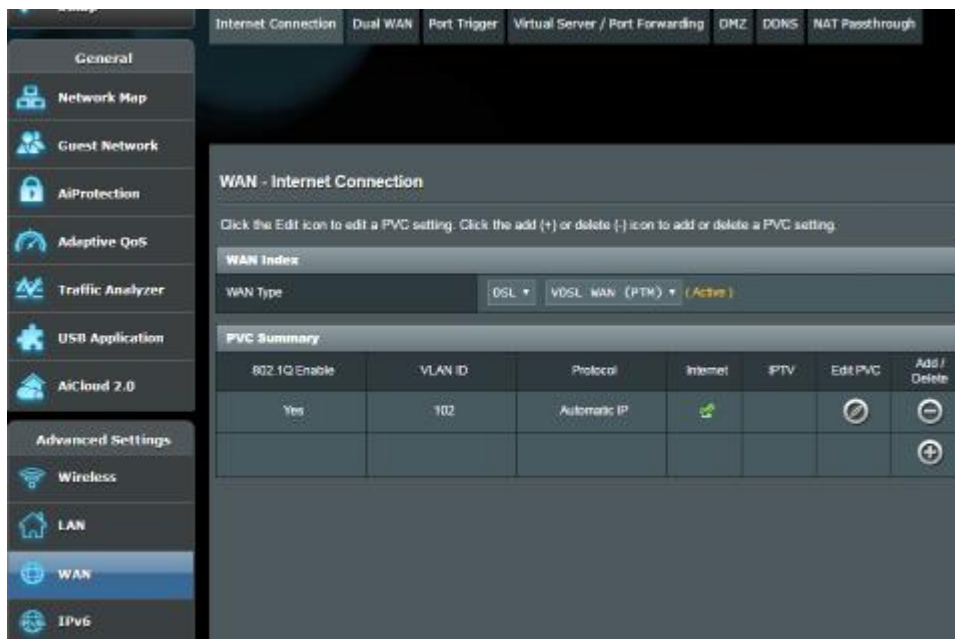 Internet Connection Dual WAN Port Trigger Virtual Server / Port Forwarding DMZ DDNS NAT Passthrough
General
Network Map
Guest Network
AiProtection
Adaptive QoS
Traffic Analyzer
USB Application
AiCloud 2.0
Advanced Settings
Wireless
LAN
WAN
IPv6
WAN - Internet Connection
Click the Edit icon to edit a PVC setting. Click the add (+) or delete (-) icon to add or delete a PVC setting.
WAN Index
WAN Type DSL VDSL WAN (PTM) (Active)
PVC Summary
802.1Q Enable VLAN ID Protocol Internet IPTV Edit PVC Add / Delete
Yes 102 Automatic IP